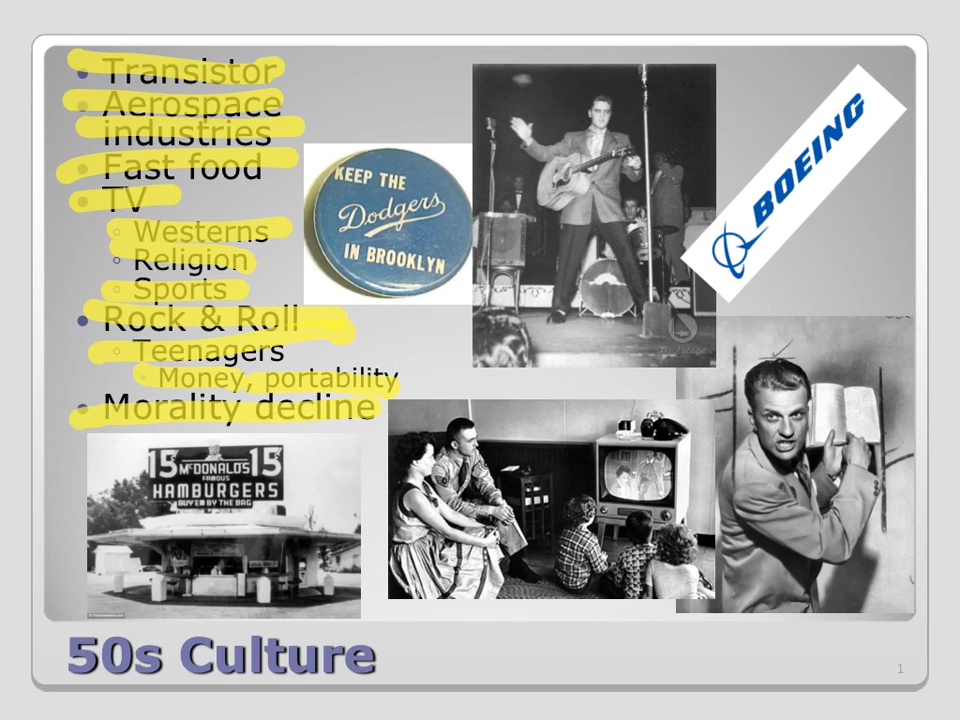 Transistor
Aerospace
industries
Fast food
TV
Westerns
Religion
Sports
Rock & Roll
Teenagers
Money, portability
Morality decline
KEEP THE
Dodgers
IN BROOKLYN
BOEING
15 McDONALD'S 15
FAMOUS
HAMBURGERS
BUY'EM BY THE BAG
50s Culture
1